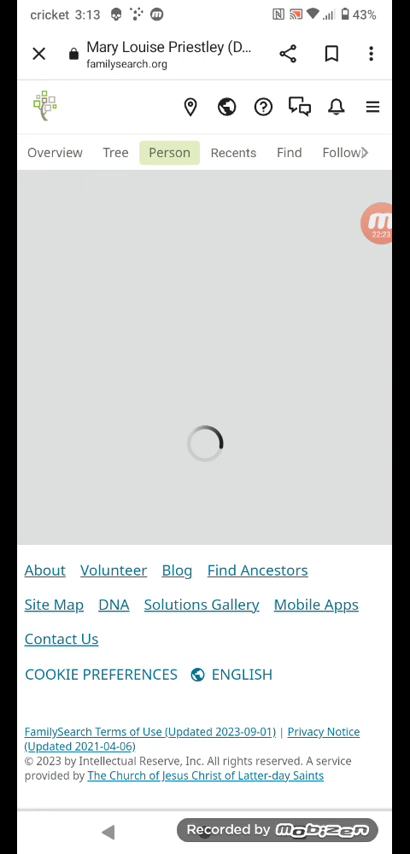 cricket 3:13 43%
Mary Louise Priestley (D...
familysearch.org
Overview Tree Person Recents Find Follow
22:23
About Volunteer Blog Find Ancestors
Site Map DNA Solutions Gallery Mobile Apps
Contact Us
COOKIE PREFERENCES ENGLISH
FamilySearch Terms of Use (Updated 2023-09-01) | Privacy Notice
(Updated 2021-04-06)
© 2023 by Intellectual Reserve, Inc. All rights reserved. A service
provided by The Church of Jesus Christ of Latter-day Saints
Recorded by mobizen